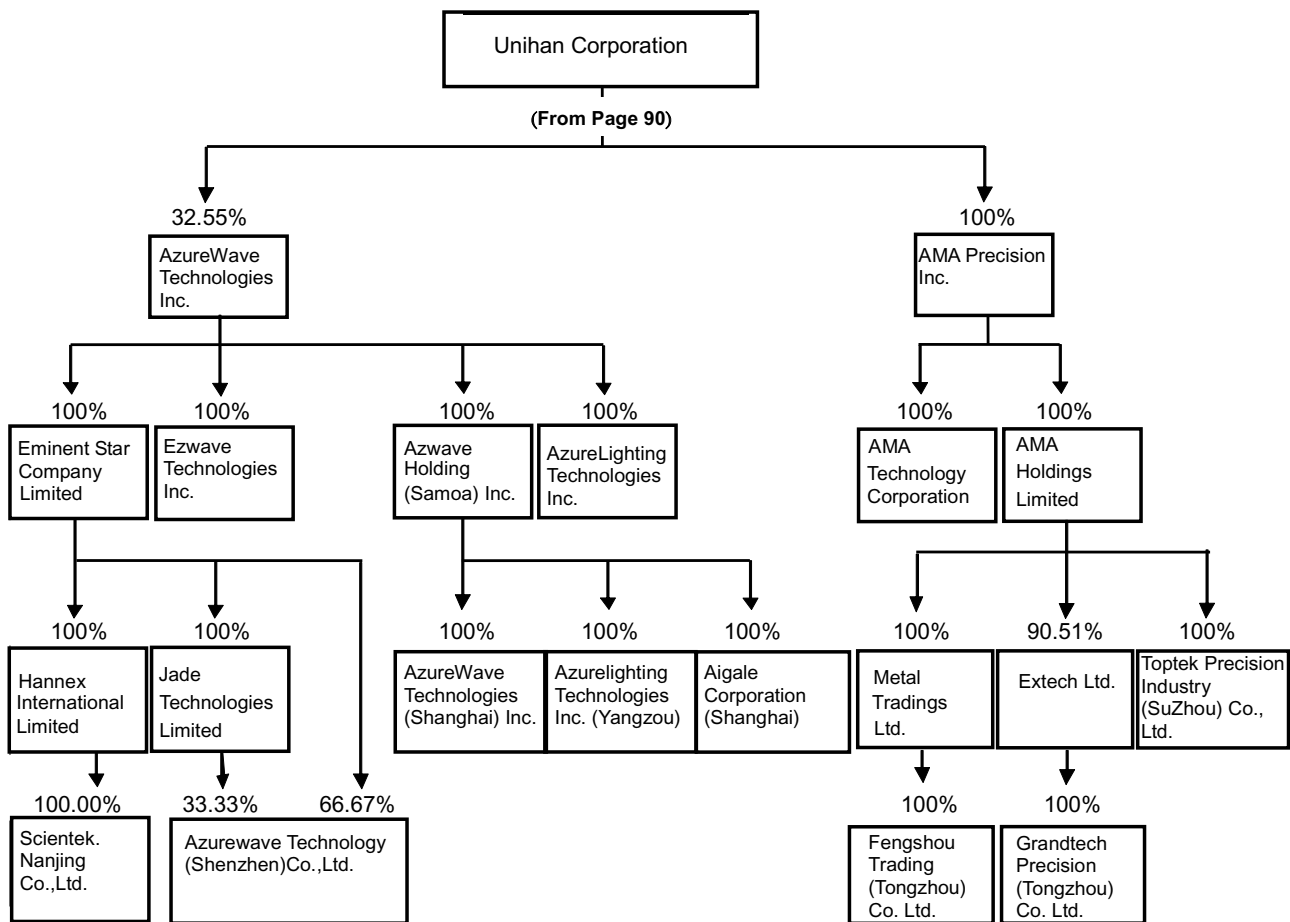 Unihan Corporation
(From Page 90)
32.55%
100%
AzureWave
Technologies
Inc.
AMA Precision
Inc.
100%
100%
100%
100%
100%
100%
Eminent Star
Company
Limited
Ezwave
Technologies
Inc.
Azwave
Holding
(Samoa) Inc.
AzureLighting
Technologies
Inc.
AMA
Technology
Corporation
AMA
Holdings
Limited
100%
100%
100%
100%
100%
100%
90.51%
100%
Hannex
International
Limited
Jade
Technologies
Limited
AzureWave
Technologies
(Shanghai) Inc.
Azurelighting
Technologies
Inc. (Yangzou)
Aigale
Corporation
(Shanghai)
Metal
Tradings
Ltd.
Extech Ltd.
Toptek Precision
Industry
(SuZhou) Co.,
Ltd.
100.00%
33.33%
66.67%
100%
100%
Scientek.
Nanjing
Co.,Ltd.
Azurewave Technology
(Shenzhen)Co.,Ltd.
Fengshou
Trading
(Tongzhou)
Co. Ltd.
Grandtech
Precision
(Tongzhou)
Co. Ltd.